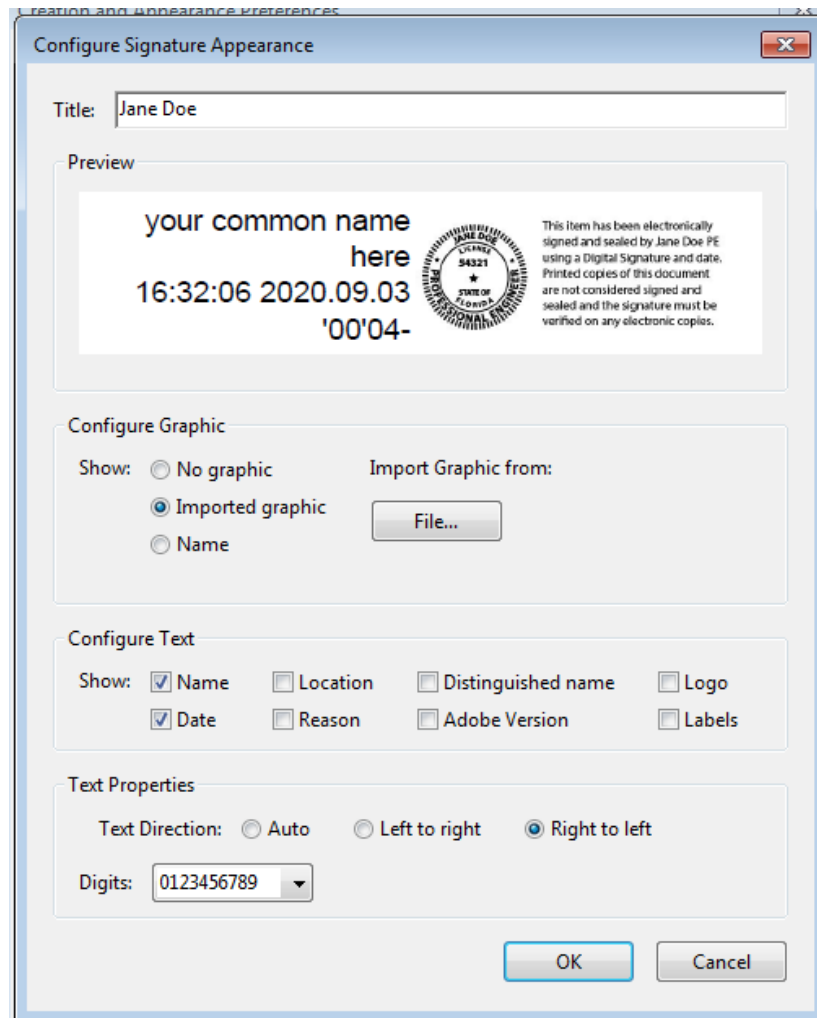 Creation and Appearance Preferences
Configure Signature Appearance
Title: Jane Doe
Preview
your common name
here
16:32:06 2020.09.03
'00'04-
JANE DOE
LICENSE
54321
STATE OF
FLORIDA
PROFESSIONAL ENGINEER
This item has been electronically
signed and sealed by Jane Doe PE
using a Digital Signature and date.
Printed copies of this document
are not considered signed and
sealed and the signature must be
verified on any electronic copies.
Configure Graphic
Show: No graphic Import Graphic from:
Imported graphic File...
Name
Configure Text
Show: Name Location Distinguished name Logo
Date Reason Adobe Version Labels
Text Properties
Text Direction: Auto Left to right Right to left
Digits: 0123456789
OK Cancel